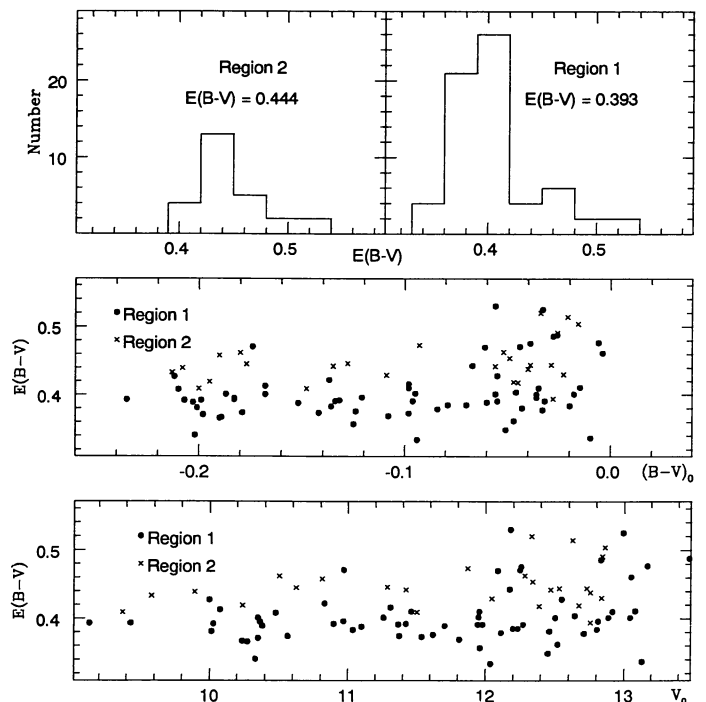 20
10
Number
Region 2
E(B-V) = 0.444
Region 1
E(B-V) = 0.393
0.4
0.5
E(B-V)
0.4
0.5
0.5
0.4
E(B-V)
Region 1
Region 2
-0.2
-0.1
0.0
(B-V)₀
0.5
0.4
E(B-V)
Region 1
Region 2
10
11
12
13
V₀